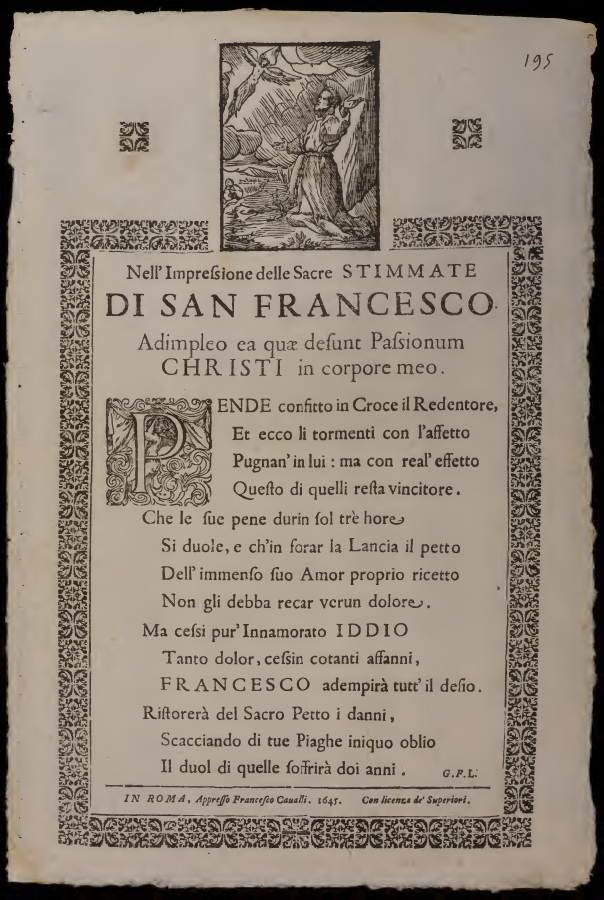 195
Nell' Impreſsione delle Sacre STIMMATE
DI SAN FRANCESCO.
Adimpleo ea quæ deſunt Paſsionum
CHRISTI in corpore meo.
PENDE confitto in Croce il Redentore,
Et ecco li tormenti con l'affetto
Pugnan' in lui : ma con real' effetto
Queſto di quelli reſta vincitore.
Che le ſue pene durin ſol trè hore
Si duole, e ch'in forar la Lancia il petto
Dell' immenſo ſuo Amor proprio ricetto
Non gli debba recar verun dolore.
Ma ceſsi pur' Innamorato IDDIO
Tanto dolor, ceſsin cotanti affanni,
FRANCESCO adempirà tutt' il deſio.
Riſtorerà del Sacro Petto i danni,
Scacciando di tue Piaghe iniquo oblio
Il duol di quelle ſoffrirà doi anni.
G.F.L.
IN ROMA, Appreſſo Franceſco Caualli. 1645. Con licenza de' Superiori.